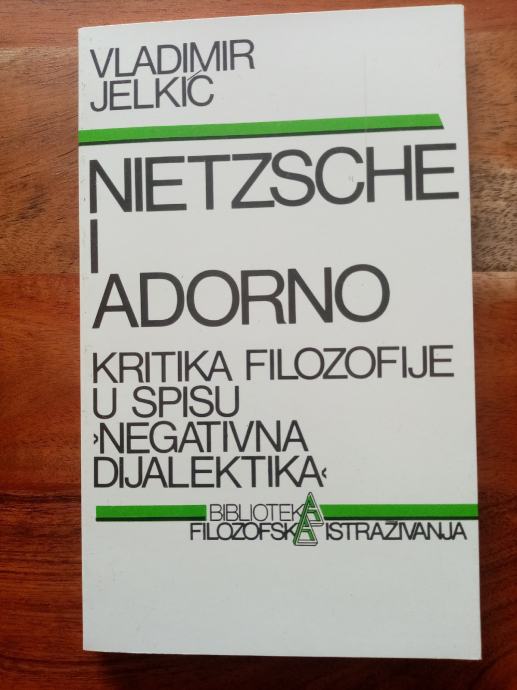 VLADIMIR
JELKIĆ
NIETZSCHE
I
ADORNO
KRITIKA FILOZOFIJE
U SPISU
›NEGATIVNA
DIJALEKTIKA‹
BIBLIOTEKA
FILOZOFSKA ISTRAŽIVANJA